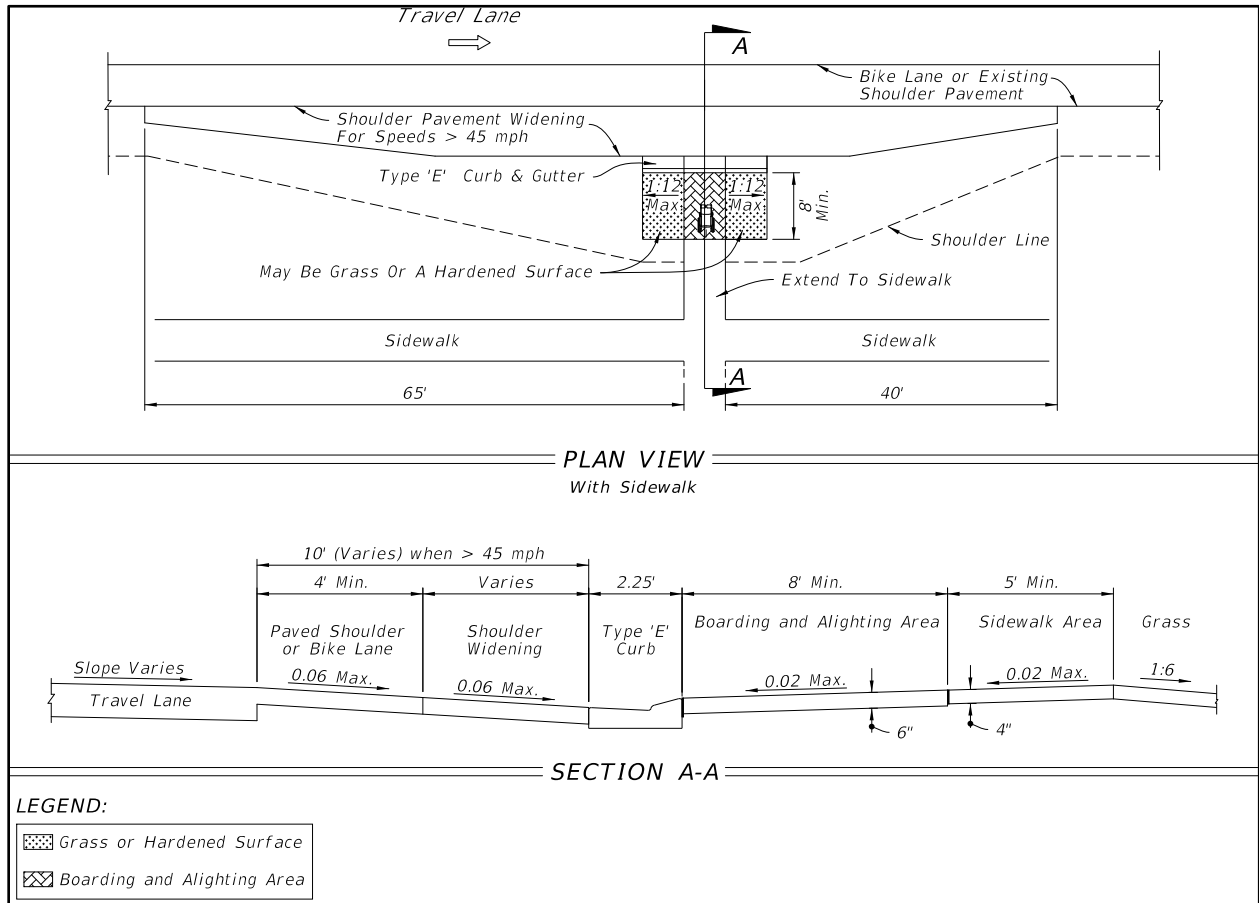 Travel Lane
A
Bike Lane or Existing
Shoulder Pavement
Shoulder Pavement Widening
For Speeds > 45 mph
Type 'E' Curb & Gutter
1:12
Max
1:12
Max
8'
Min.
Shoulder Line
May Be Grass Or A Hardened Surface
Extend To Sidewalk
Sidewalk
Sidewalk
A
65'
40'
PLAN VIEW
With Sidewalk
10' (Varies) when > 45 mph
4' Min.
Varies
2.25'
8' Min.
5' Min.
Paved Shoulder
or Bike Lane
Shoulder
Widening
Type 'E'
Curb
Boarding and Alighting Area
Sidewalk Area
Grass
Slope Varies
0.06 Max.
0.06 Max.
0.02 Max.
0.02 Max.
1:6
Travel Lane
6"
4"
SECTION A-A
LEGEND:
Grass or Hardened Surface
Boarding and Alighting Area